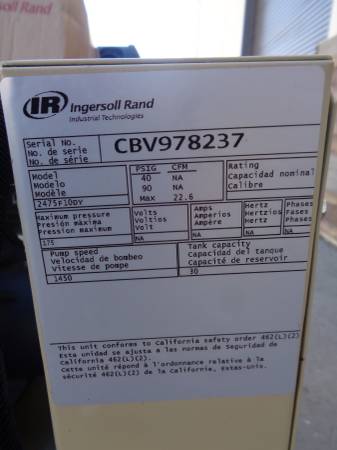 Ingersoll Rand
IR Ingersoll Rand
Industrial Technologies
Serial No.
No. de serie
No. de série
CBV978237
Model
Modelo
Modèle
2475F10DY
PSIG CFM
40 NA
90 NA
Max 22.6
Rating
Capacidad nominal
Calibre
Maximum pressure
Presión máxima
Pression maximum
175
Volts
Voltios
Volt
NA
Amps
Amperios
Ampère
NA
Hertz
Hertzios
Hertz
NA
Phases
Fases
Phases
NA
Pump speed
Velocidad de bombeo
Vitesse de pompe
1450
Tank capacity
Capacidad del tanque
Capacité de reservoir
30
This unit conforms to California safety order 462(L)(2)
Esta unidad se ajusta a las normas de Seguridad de
California 462(L)(2).
Cette unité répond à l'ordonnance relative à la
sécurité 462(L)(2) de la California, Estas-unis.